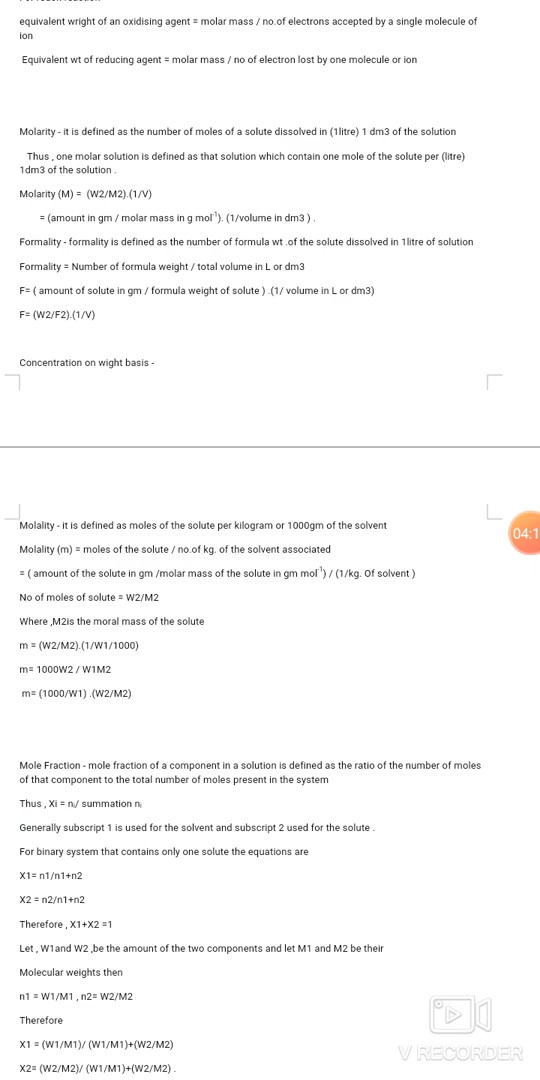 equivalent wright of an oxidising agent = molar mass / no.of electrons accepted by a single molecule of
ion
Equivalent wt of reducing agent = molar mass / no of electron lost by one molecule or ion
Molarity - it is defined as the number of moles of a solute dissolved in (1litre) 1 dm3 of the solution
Thus , one molar solution is defined as that solution which contain one mole of the solute per (litre)
1dm3 of the solution .
Molarity (M) = (W2/M2).(1/V)
= (amount in gm / molar mass in g mol⁻¹). (1/volume in dm3 ) .
Formality - formality is defined as the number of formula wt .of the solute dissolved in 1litre of solution
Formality = Number of formula weight / total volume in L or dm3
F= ( amount of solute in gm / formula weight of solute ) .(1/ volume in L or dm3)
F= (W2/F2).(1/V)
Concentration on wight basis -
Molality - it is defined as moles of the solute per kilogram or 1000gm of the solvent
04:1
Molality (m) = moles of the solute / no.of kg. of the solvent associated
= ( amount of the solute in gm /molar mass of the solute in gm mol⁻¹) / (1/kg. Of solvent )
No of moles of solute = W2/M2
Where ,M2is the moral mass of the solute
m = (W2/M2).(1/W1/1000)
m= 1000W2 / W1M2
m= (1000/W1) .(W2/M2)
Mole Fraction - mole fraction of a component in a solution is defined as the ratio of the number of moles
of that component to the total number of moles present in the system
Thus , Xi = nᵢ/ summation nᵢ
Generally subscript 1 is used for the solvent and subscript 2 used for the solute .
For binary system that contains only one solute the equations are
X1= n1/n1+n2
X2 = n2/n1+n2
Therefore , X1+X2 =1
Let , W1and W2 ,be the amount of the two components and let M1 and M2 be their
Molecular weights then
n1 = W1/M1 , n2= W2/M2
Therefore
X1 = (W1/M1)/ (W1/M1)+(W2/M2)
V RECORDER
X2= (W2/M2)/ (W1/M1)+(W2/M2) .